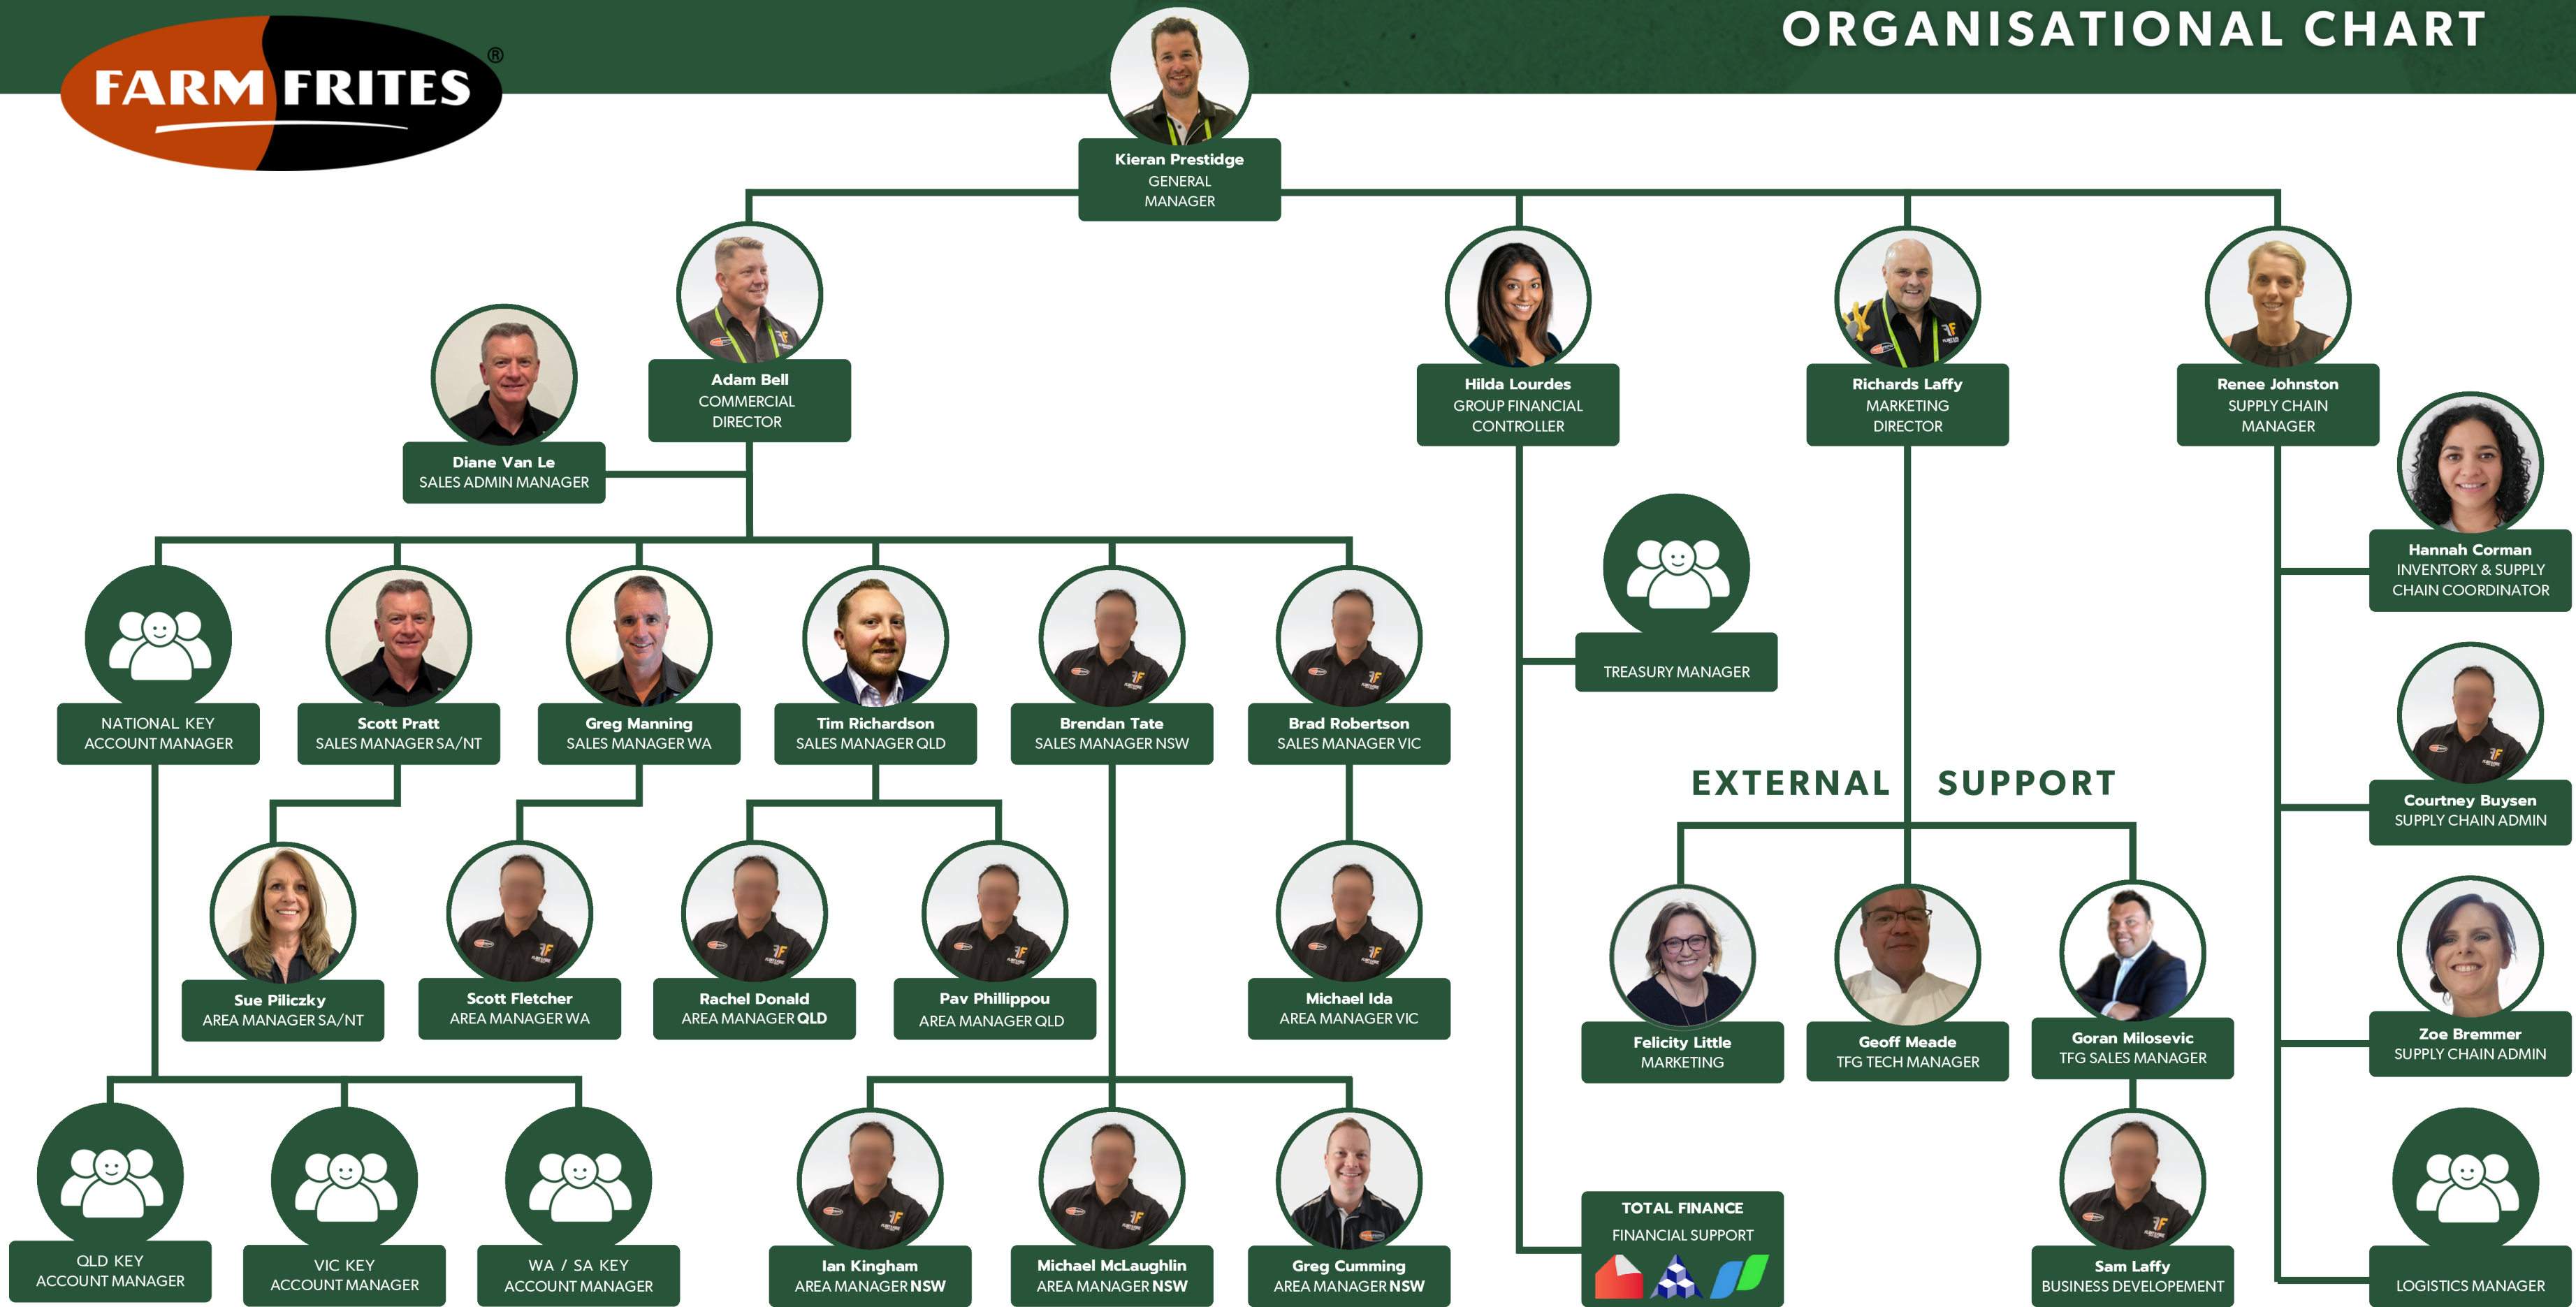 ORGANISATIONAL CHART
FARM FRITES ®
Kieran Prestidge
GENERAL
MANAGER
Adam Bell
COMMERCIAL
DIRECTOR
Hilda Lourdes
GROUP FINANCIAL
CONTROLLER
Richards Laffy
MARKETING
DIRECTOR
Renee Johnston
SUPPLY CHAIN
MANAGER
Diane Van Le
SALES ADMIN MANAGER
Hannah Corman
INVENTORY & SUPPLY
CHAIN COORDINATOR
TREASURY MANAGER
NATIONAL KEY
ACCOUNT MANAGER
Scott Pratt
SALES MANAGER SA/NT
Greg Manning
SALES MANAGER WA
Tim Richardson
SALES MANAGER QLD
Brendan Tate
SALES MANAGER NSW
Brad Robertson
SALES MANAGER VIC
EXTERNAL SUPPORT
Courtney Buysen
SUPPLY CHAIN ADMIN
Sue Piliczky
AREA MANAGER SA/NT
Scott Fletcher
AREA MANAGER WA
Rachel Donald
AREA MANAGER QLD
Pav Phillippou
AREA MANAGER QLD
Michael Ida
AREA MANAGER VIC
Felicity Little
MARKETING
Geoff Meade
TFG TECH MANAGER
Goran Milosevic
TFG SALES MANAGER
Zoe Bremmer
SUPPLY CHAIN ADMIN
QLD KEY
ACCOUNT MANAGER
VIC KEY
ACCOUNT MANAGER
WA / SA KEY
ACCOUNT MANAGER
Ian Kingham
AREA MANAGER NSW
Michael McLaughlin
AREA MANAGER NSW
Greg Cumming
AREA MANAGER NSW
TOTAL FINANCE
FINANCIAL SUPPORT
Sam Laffy
BUSINESS DEVELOPEMENT
LOGISTICS MANAGER